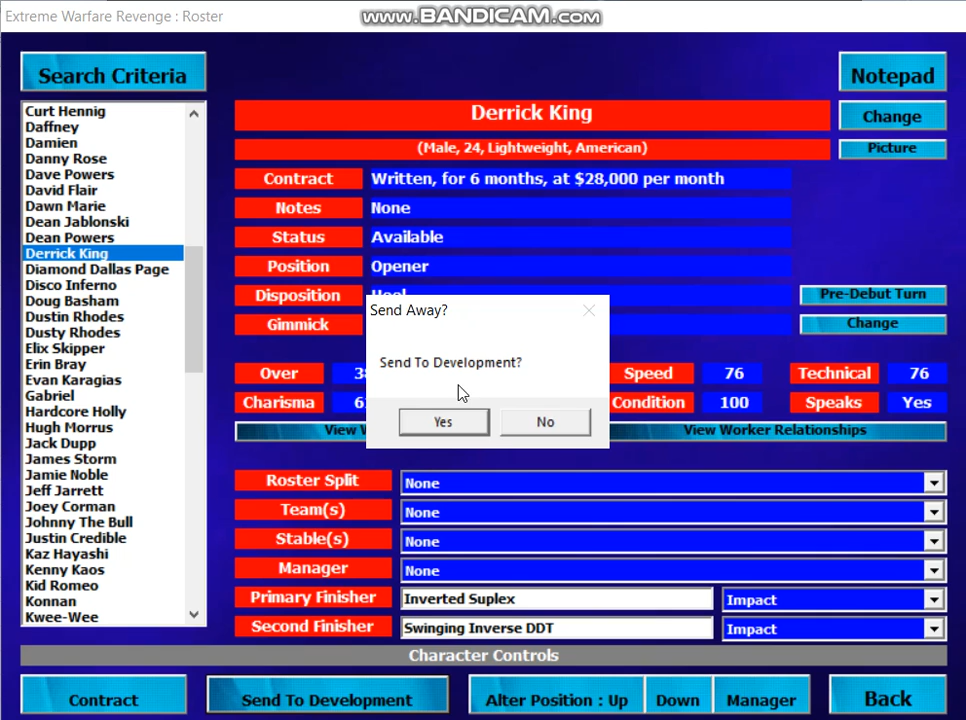 Extreme Warfare Revenge : Roster
www.BANDICAM.com
Search Criteria
Notepad
Curt Hennig
Daffney
Damien
Danny Rose
Dave Powers
David Flair
Dawn Marie
Dean Jablonski
Dean Powers
Derrick King
Diamond Dallas Page
Disco Inferno
Doug Basham
Dustin Rhodes
Dusty Rhodes
Elix Skipper
Erin Bray
Evan Karagias
Gabriel
Hardcore Holly
Hugh Morrus
Jack Dupp
James Storm
Jamie Noble
Jeff Jarrett
Joey Corman
Johnny The Bull
Justin Credible
Kaz Hayashi
Kenny Kaos
Kid Romeo
Konnan
Kwee-Wee
Derrick King
Change
(Male, 24, Lightweight, American)
Picture
Contract Written, for 6 months, at $28,000 per month
Notes None
Status Available
Position Opener
Disposition
Pre-Debut Turn
Gimmick
Change
Send Away?
Send To Development?
Yes No
Over
Speed 76 Technical 76
Charisma
Condition 100 Speaks Yes
View Worker Relationships
Roster Split None
Team(s) None
Stable(s) None
Manager None
Primary Finisher Inverted Suplex Impact
Second Finisher Swinging Inverse DDT Impact
Character Controls
Contract Send To Development Alter Position : Up Down Manager Back